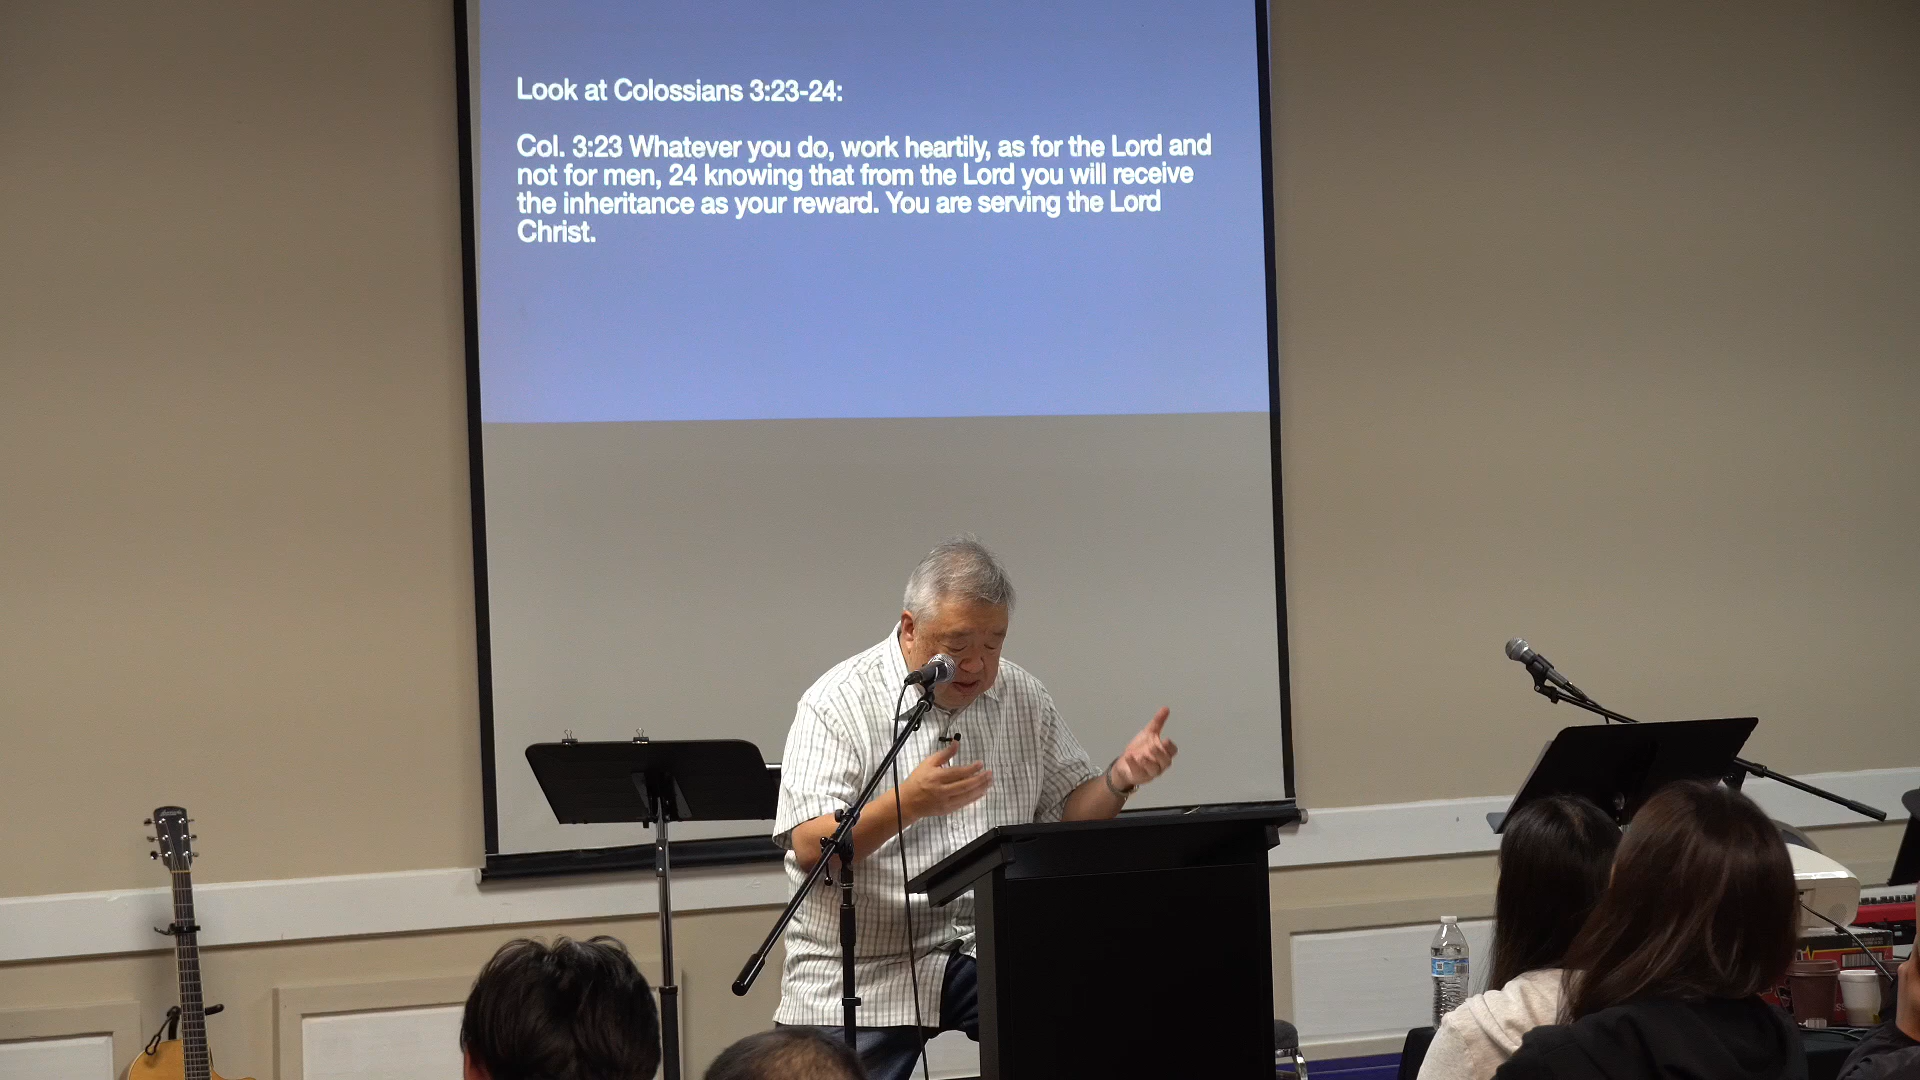 Look at Colossians 3:23-24:
Col. 3:23 Whatever you do, work heartily, as for the Lord and
not for men, 24 knowing that from the Lord you will receive
the inheritance as your reward. You are serving the Lord
Christ.